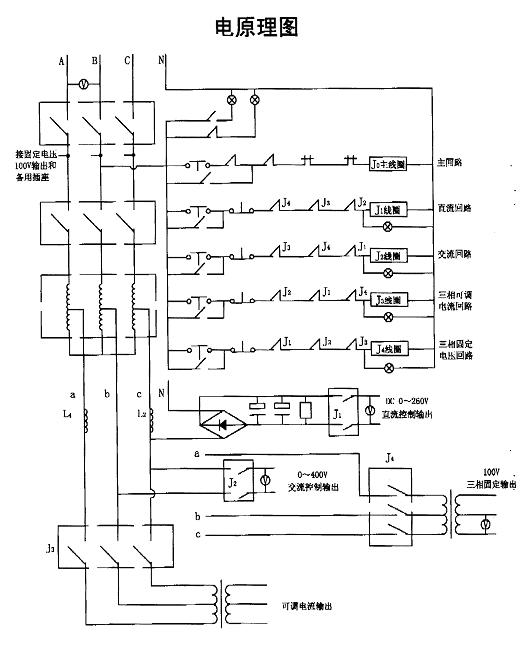 电原理图
A B C N
V
接固定电压
100V输出和
备用插座
J₀主线圈 主回路
J₄ J₃ J₂ J₁线圈 直流回路
J₃ J₄ J₁ J₂线圈 交流回路
J₂ J₁ J₄ J₃线圈 三相可调
电流回路
J₁ J₂ J₃ J₄线圈 三相固定
电压回路
a b c N
L₁ L₂
J₁ V DC 0～260V
直流控制输出
a J₄
J₂ V 0～400V
交流控制输出
100V
三相固定输出
b V
c
J₃
可调电流输出